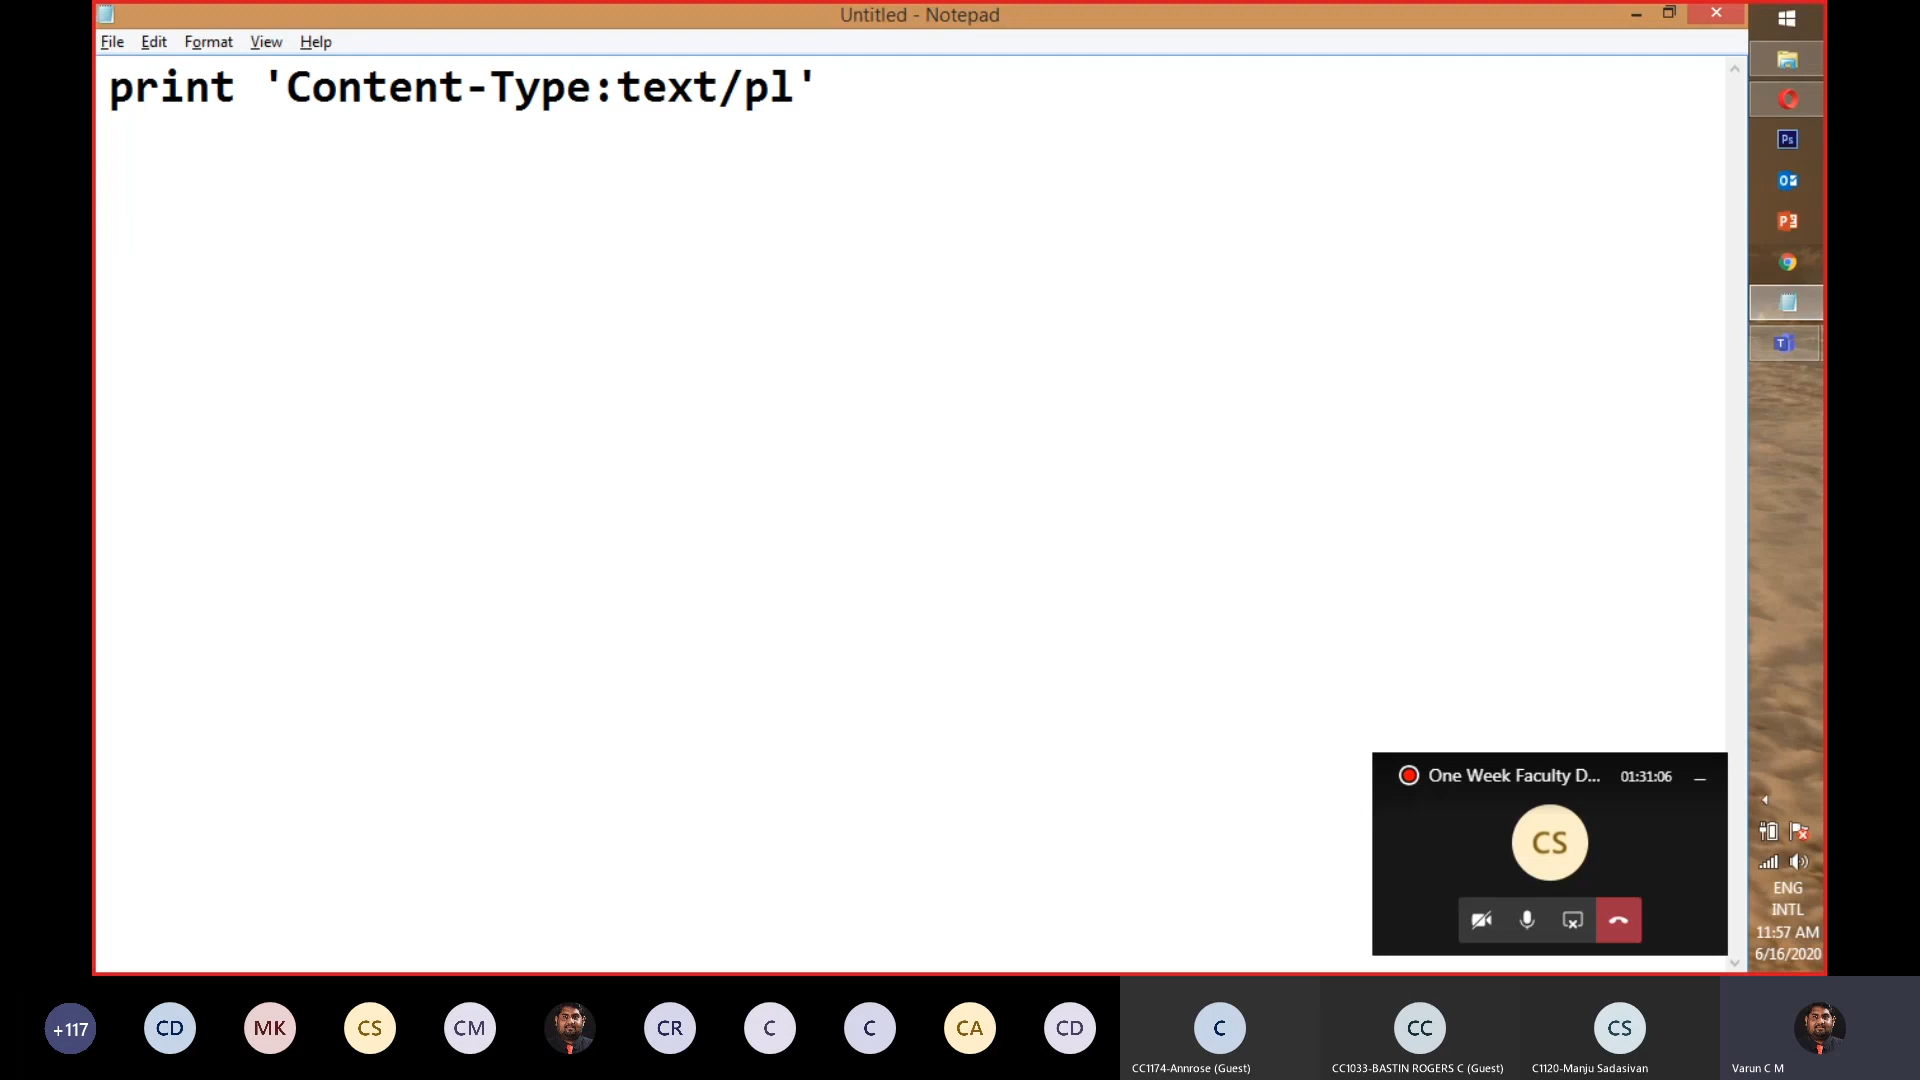 Untitled - Notepad
File Edit Format View Help
print 'Content-Type:text/pl'
Ps
One Week Faculty D... 01:31:06
CS
ENG
INTL
11:57 AM
6/16/2020
+117 CD MK CS CM CR C C CA CD C CC CS
CC1174-Annrose (Guest) CC1033-BASTIN ROGERS C (Guest) C1120-Manju Sadasivan Varun C M